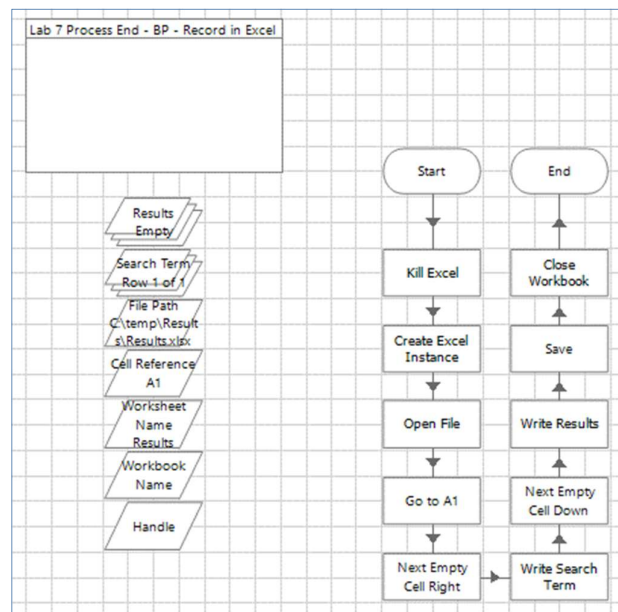 Lab 7 Process End - BP - Record in Excel
Results
Empty
Search Term
Row 1 of 1
File Path
C:\temp\Result
s\Results.xlsx
Cell Reference
A1
Worksheet
Name
Results
Workbook
Name
Handle
Start
Kill Excel
Create Excel
Instance
Open File
Go to A1
Next Empty
Cell Right
Write Search
Term
Next Empty
Cell Down
Write Results
Save
Close
Workbook
End